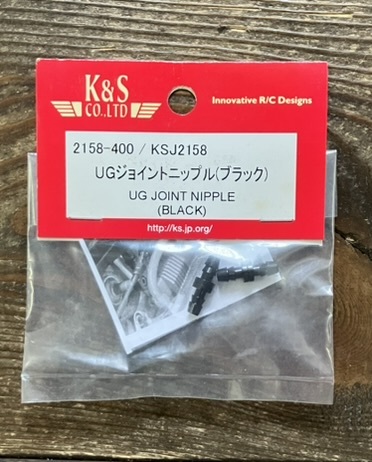 K&S
CO.,LTD
Innovative R/C Designs
2158-400 / KSJ2158
UGジョイントニップル(ブラック)
UG JOINT NIPPLE
(BLACK)
http://ks.jp.org/